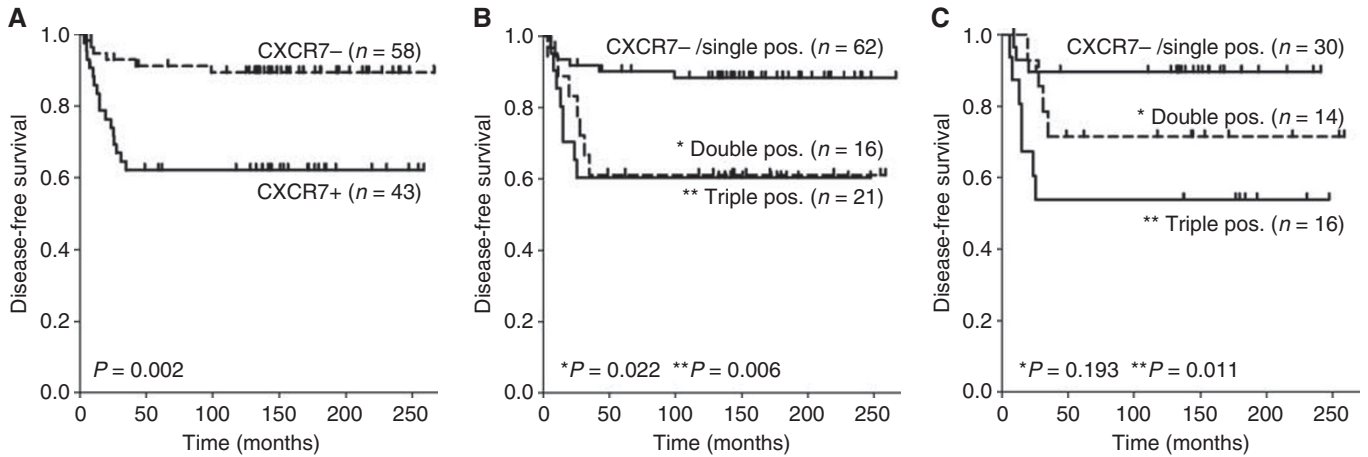 A
Disease-free survival
1.0
0.8
0.6
0.4
0.2
0.0
CXCR7– (n = 58)
CXCR7+ (n = 43)
P = 0.002
0 50 100 150 200 250
Time (months)
B
Disease-free survival
1.0
0.8
0.6
0.4
0.2
0.0
CXCR7– /single pos. (n = 62)
* Double pos. (n = 16)
** Triple pos. (n = 21)
*P = 0.022 **P = 0.006
0 50 100 150 200 250
Time (months)
C
Disease-free survival
1.0
0.8
0.6
0.4
0.2
0.0
CXCR7– /single pos. (n = 30)
* Double pos. (n = 14)
** Triple pos. (n = 16)
*P = 0.193 **P = 0.011
0 50 100 150 200 250
Time (months)